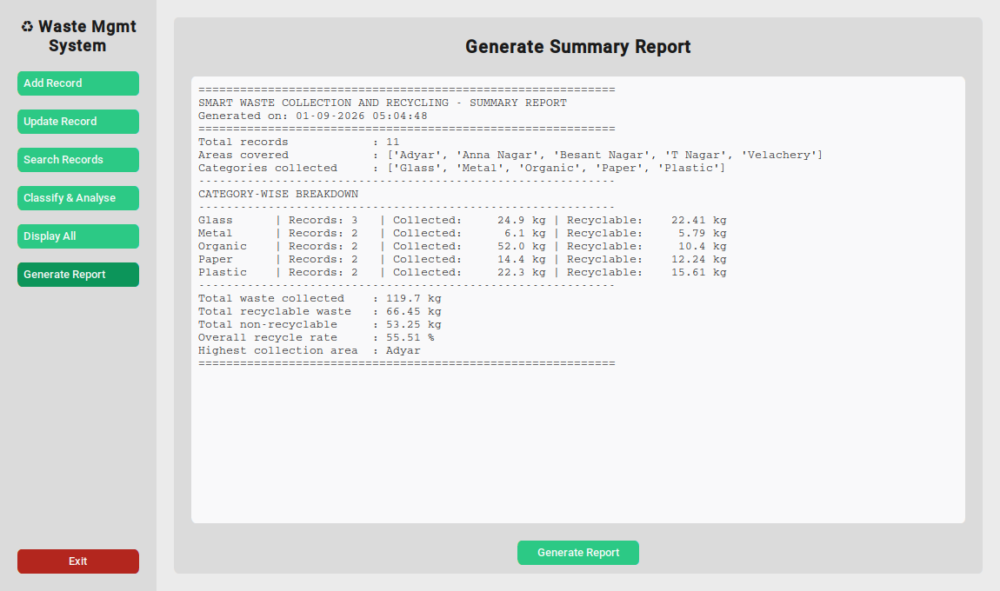 ♻ Waste Mgmt
System
Add Record
Update Record
Search Records
Classify & Analyse
Display All
Generate Report
Exit
Generate Summary Report
============================================================
SMART WASTE COLLECTION AND RECYCLING - SUMMARY REPORT
Generated on: 01-09-2026 05:04:48
============================================================
Total records            : 11
Areas covered            : ['Adyar', 'Anna Nagar', 'Besant Nagar', 'T Nagar', 'Velachery']
Categories collected     : ['Glass', 'Metal', 'Organic', 'Paper', 'Plastic']
------------------------------------------------------------
CATEGORY-WISE BREAKDOWN
------------------------------------------------------------
Glass      | Records: 3   | Collected:     24.9 kg | Recyclable:    22.41 kg
Metal      | Records: 2   | Collected:      6.1 kg | Recyclable:     5.79 kg
Organic    | Records: 2   | Collected:     52.0 kg | Recyclable:     10.4 kg
Paper      | Records: 2   | Collected:     14.4 kg | Recyclable:    12.24 kg
Plastic    | Records: 2   | Collected:     22.3 kg | Recyclable:    15.61 kg
------------------------------------------------------------
Total waste collected    : 119.7 kg
Total recyclable waste   : 66.45 kg
Total non-recyclable     : 53.25 kg
Overall recycle rate     : 55.51 %
Highest collection area  : Adyar
============================================================
Generate Report